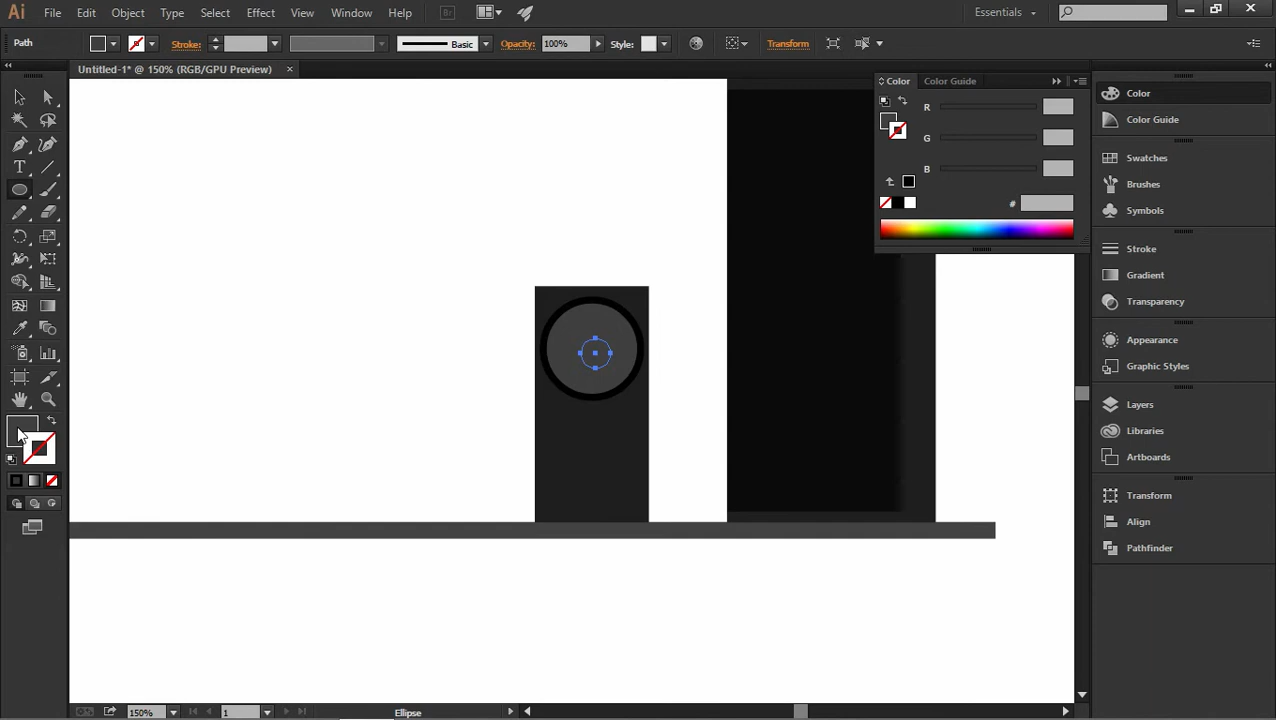 Ai File Edit Object Type Select Effect View Window Help Br Essentials
Path Stroke: Basic Opacity: 100% Style: Transform
Untitled-1* @ 150% (RGB/GPU Preview)
Color Color Guide
R
G
B
#
T
Color
Color Guide
Swatches
Brushes
Symbols
Stroke
Gradient
Transparency
Appearance
Graphic Styles
Layers
Libraries
Artboards
Transform
Align
Pathfinder
150% 1 Ellipse